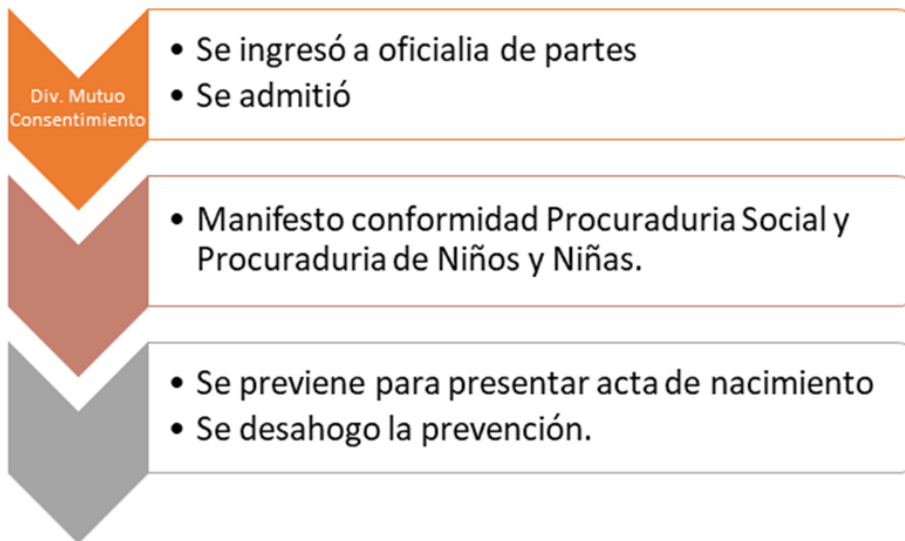 Div. Mutuo
Consentimiento
• Se ingresó a oficialia de partes
• Se admitió
• Manifesto conformidad Procuraduria Social y
Procuraduria de Niños y Niñas.
• Se previene para presentar acta de nacimiento
• Se desahogo la prevención.